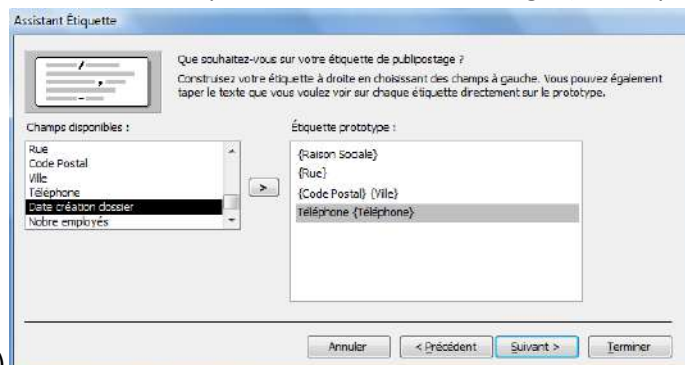 Assistant Étiquette
Que souhaitez-vous sur votre étiquette de publipostage ?
Construisez votre étiquette à droite en choisissant des champs à gauche. Vous pouvez également
taper le texte que vous voulez voir sur chaque étiquette directement sur le prototype.
Champs disponibles :
Rue
Code Postal
Ville
Téléphone
Date création dossier
Nobre employés
>
Étiquette prototype :
{Raison Sociale}
{Rue}
{Code Postal} {Ville}
Téléphone {Téléphone}
)
Annuler
< Précédent
Suivant >
Terminer